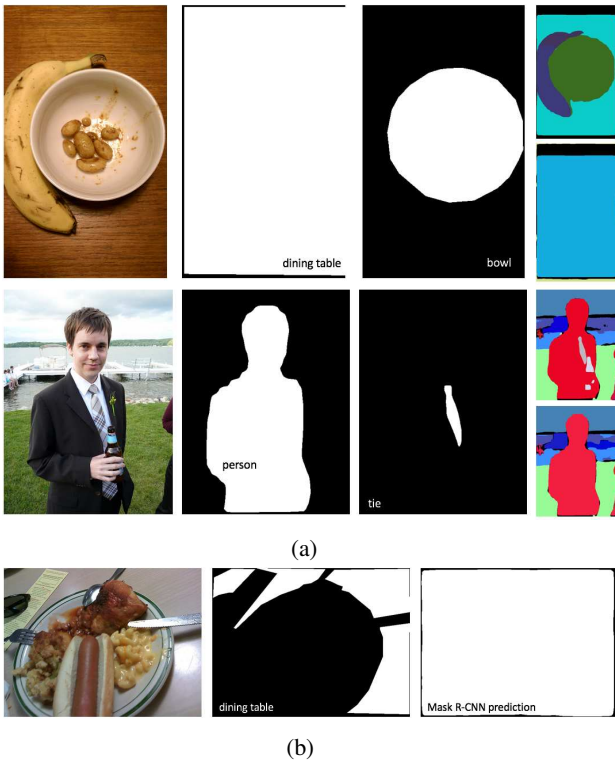 dining table
bowl
person
tie
(a)
dining table
Mask R-CNN prediction
(b)